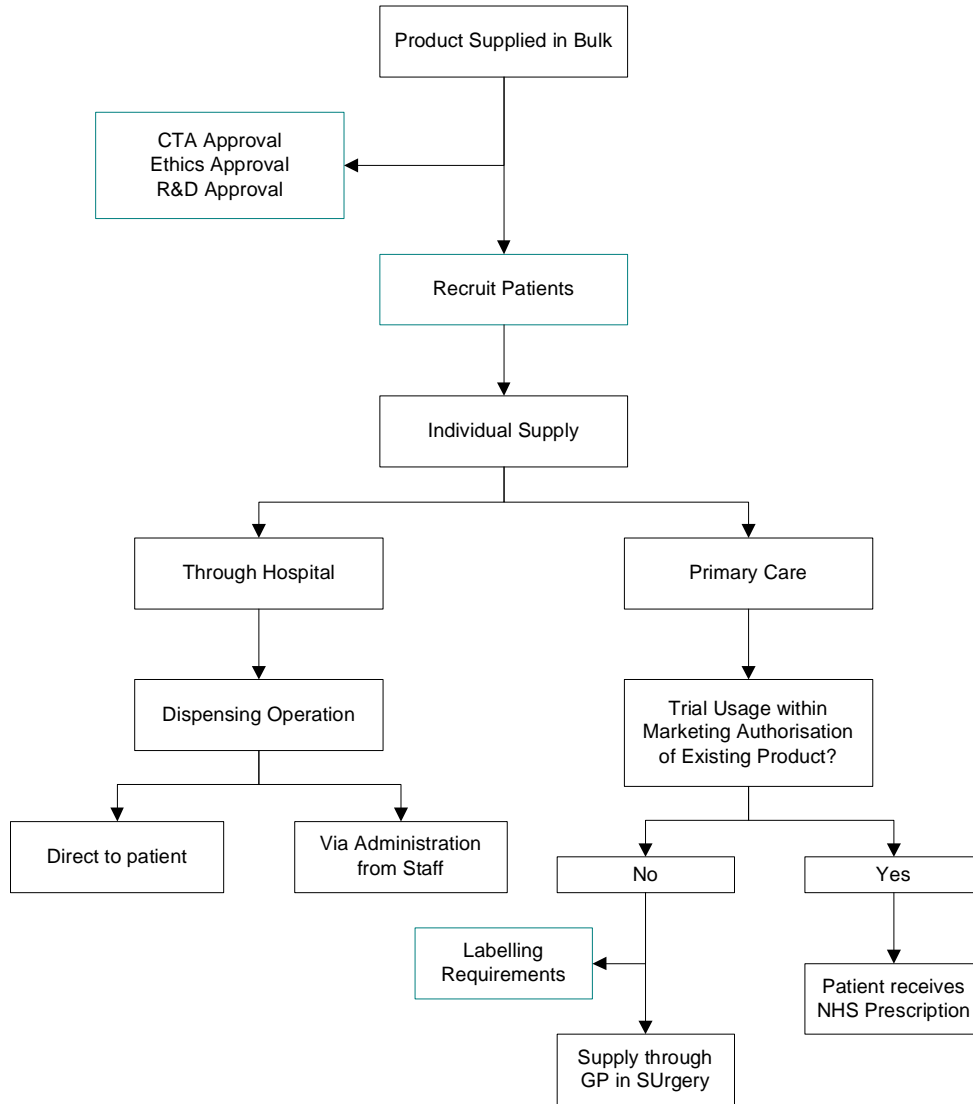 Product Supplied in Bulk
CTA Approval
Ethics Approval
R&D Approval
Recruit Patients
Individual Supply
Through Hospital
Primary Care
Dispensing Operation
Trial Usage within
Marketing Authorisation
of Existing Product?
Direct to patient
Via Administration
from Staff
No
Yes
Labelling
Requirements
Patient receives
NHS Prescription
Supply through
GP in SUrgery